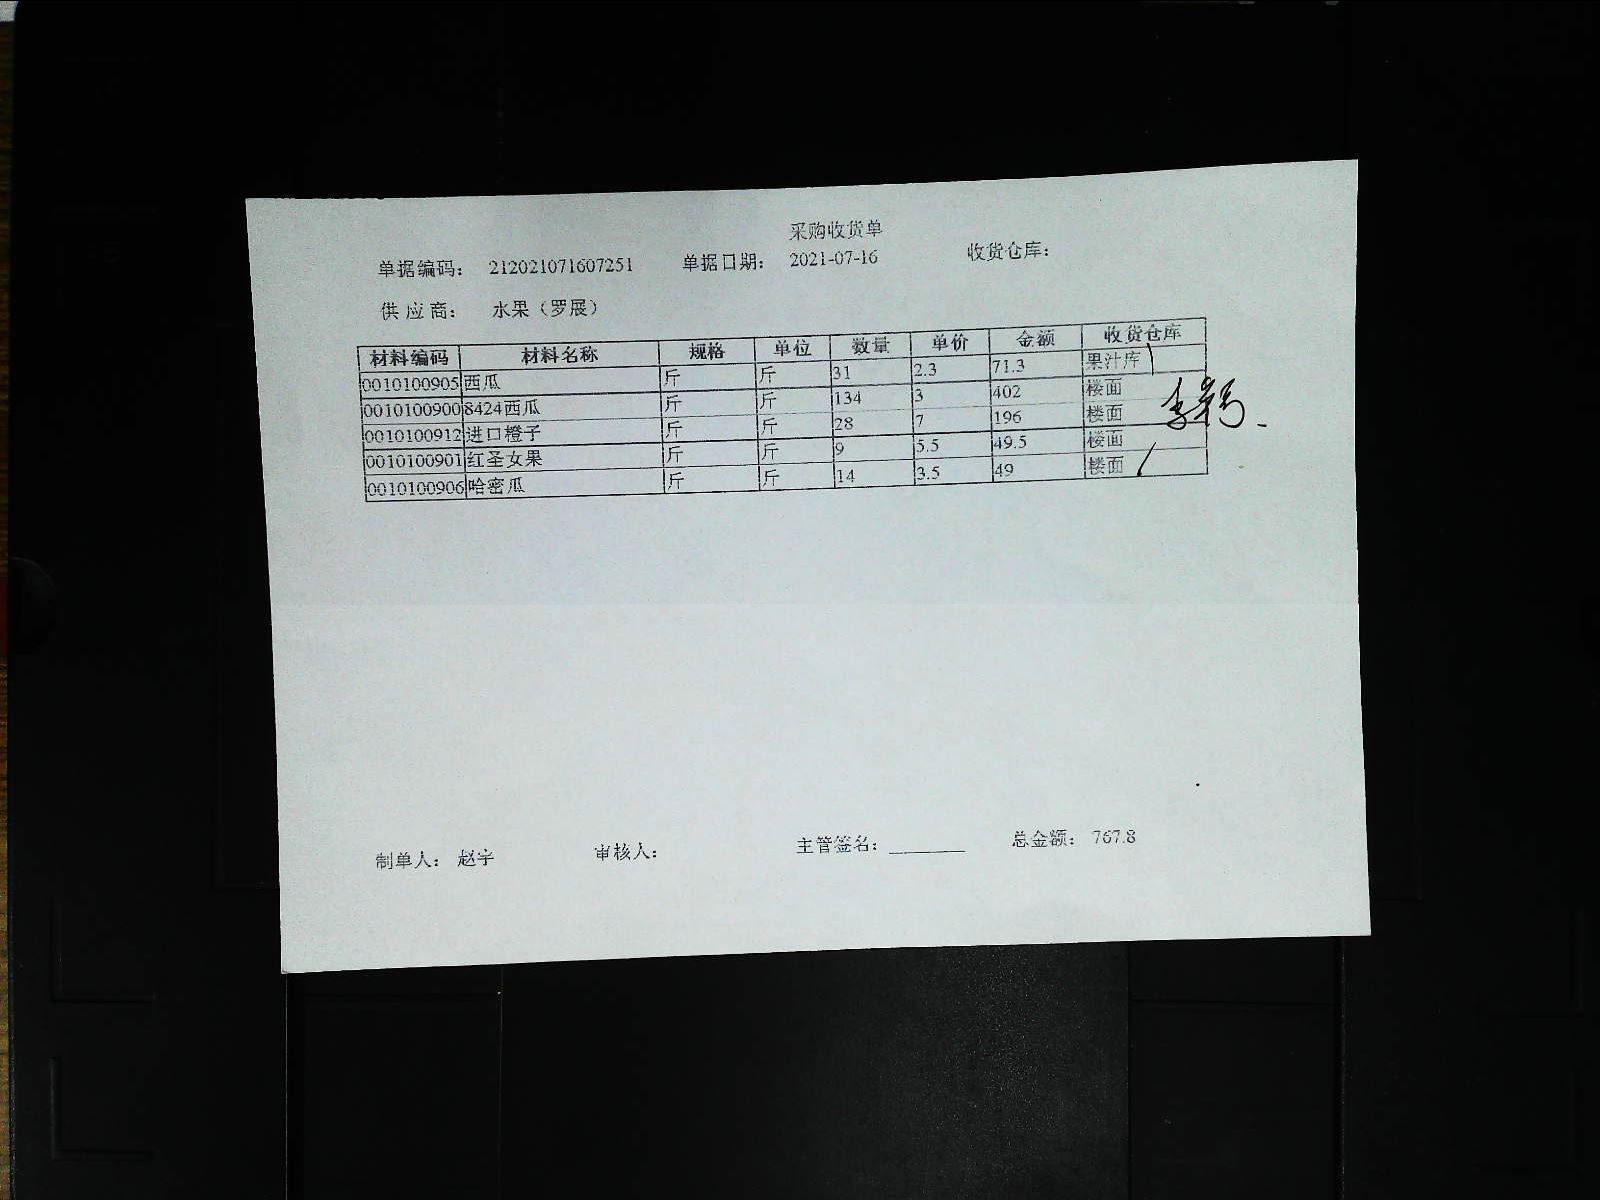 采购收货单
单据编码： 212021071607251 单据日期： 2021-07-16 收货仓库：
供应商： 水果（罗展）
材料编码 材料名称 规格 单位 数量 单价 金额 收货仓库
0010100905 西瓜 斤 斤 31 2.3 71.3 果汁库
0010100900 8424西瓜 斤 斤 134 3 402 楼面
0010100912 进口橙子 斤 斤 28 7 196 楼面
0010100901 红圣女果 斤 斤 9 5.5 49.5 楼面
0010100906 哈密瓜 斤 斤 14 3.5 49 楼面
制单人： 赵宇 审核人： 主管签名： 总金额： 767.8